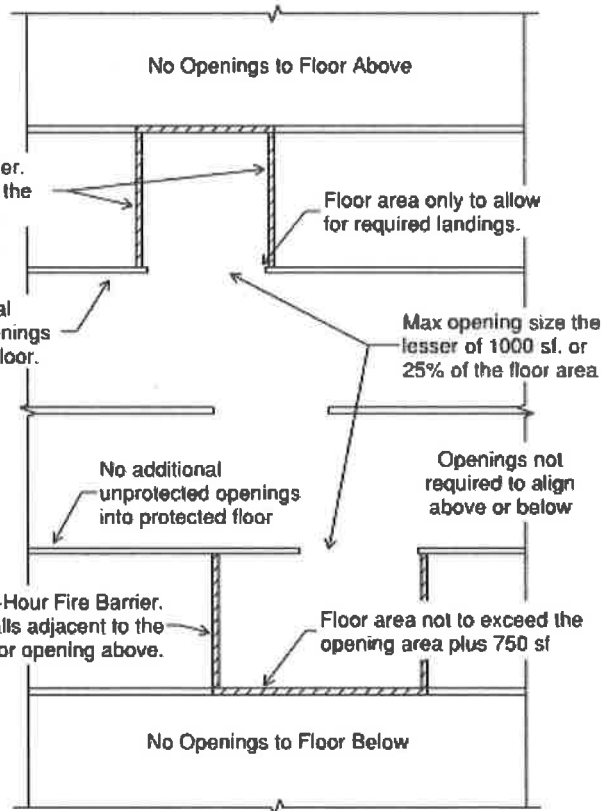 No Openings to Floor Above
er.
the
Floor area only to allow
for required landings.
al
enings
loor.
Max opening size the
lesser of 1000 sf. or
25% of the floor area
No additional
unprotected openings
into protected floor
Openings not
required to align
above or below
-Hour Fire Barrier.
alls adjacent to the
or opening above.
Floor area not to exceed the
opening area plus 750 sf
No Openings to Floor Below